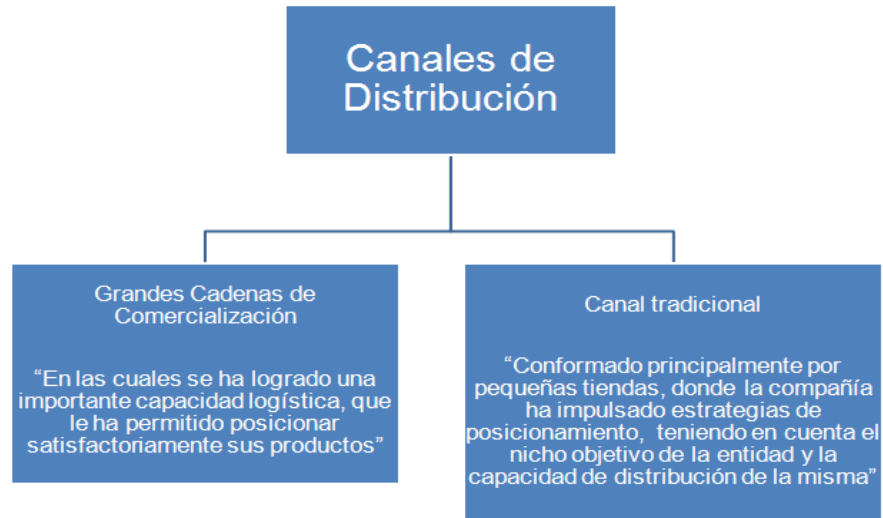 Canales de
Distribución
Grandes Cadenas de
Comercialización
“En las cuales se ha logrado una
importante capacidad logística, que
le ha permitido posicionar
satisfactoriamente sus productos”
Canal tradicional
“Conformado principalmente por
pequeñas tiendas, donde la compañía
ha impulsado estrategias de
posicionamiento, teniendo en cuenta el
nicho objetivo de la entidad y la
capacidad de distribución de la misma”